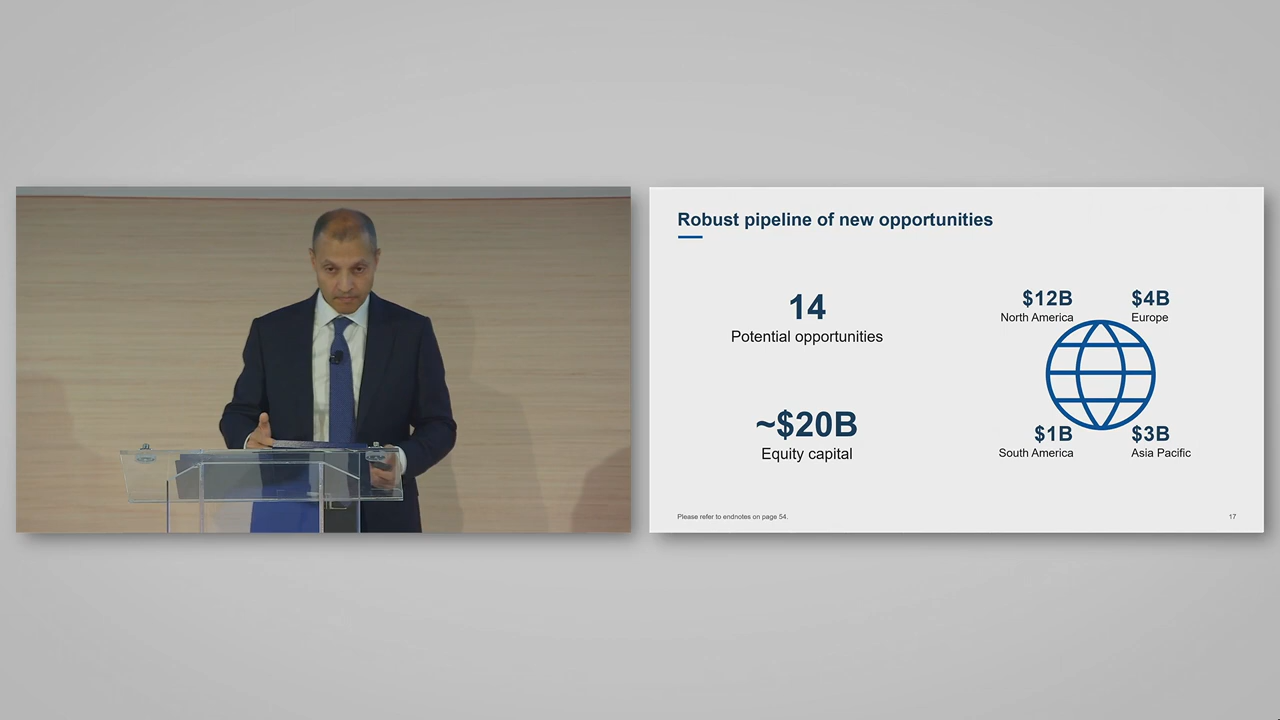 Robust pipeline of new opportunities
14
Potential opportunities
~$20B
Equity capital
$12B
North America
$4B
Europe
$1B
South America
$3B
Asia Pacific
Please refer to endnotes on page 54.
17